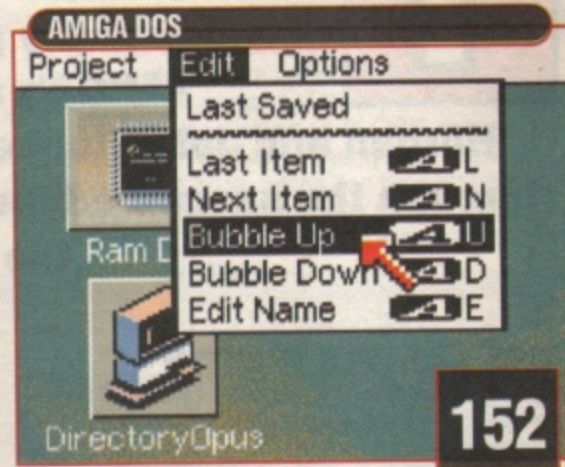 AMIGA DOS
Project Edit Options
Last Saved
Last Item L
Next Item N
Bubble Up U
Bubble Down D
Edit Name E
Ram D
DirectoryOpus
152